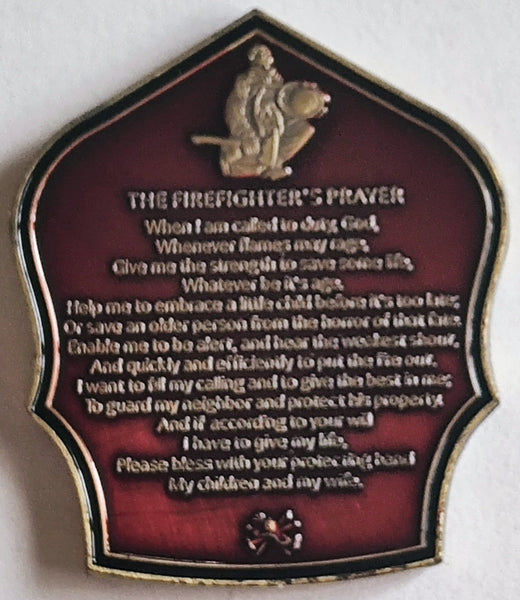 THE FIREFIGHTER'S PRAYER
When I am called to duty, God,
Whenever flames may rage,
Give me the strength to save some life,
Whatever be it's age.
Help me to embrace a little child before it's too late;
Or save an older person from the horror of that fate.
Enable me to be alert, and hear the weakest shout,
And quickly and efficiently to put the fire out.
I want to fill my calling and to give the best in me;
To guard my neighbor and protect his property.
And if according to your will
I have to give my life,
Please bless with your protecting hand
My children and my wife.